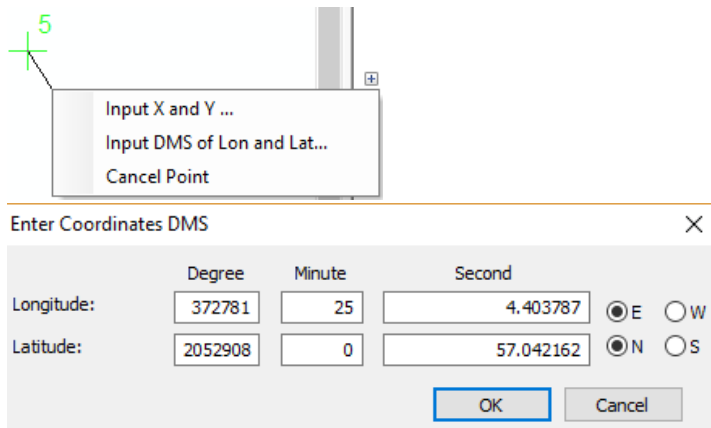 5
Input X and Y ...
Input DMS of Lon and Lat...
Cancel Point
Enter Coordinates DMS
Degree Minute Second
Longitude: 372781 25 4.403787 E W
Latitude: 2052908 0 57.042162 N S
OK Cancel